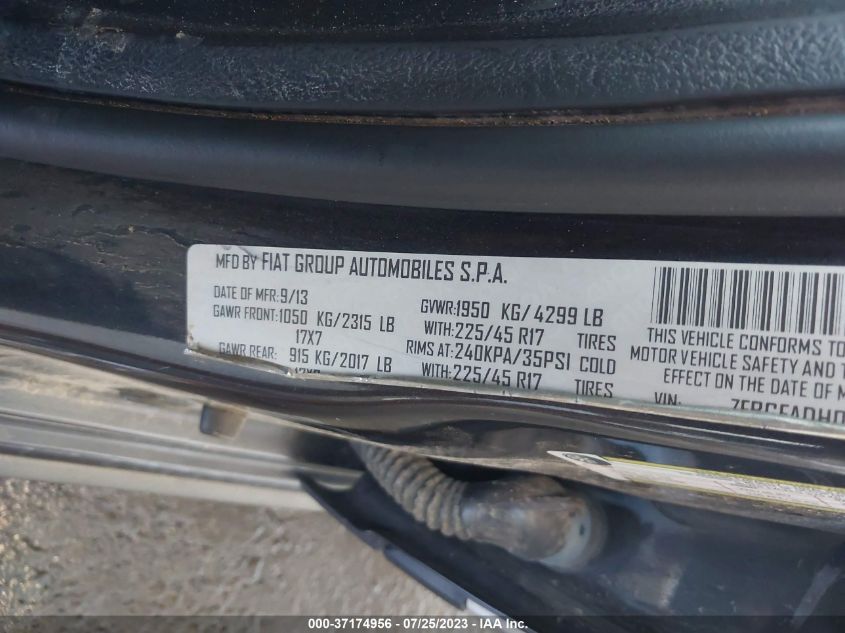 MFD BY FIAT GROUP AUTOMOBILES S.P.A.
DATE OF MFR:9/13 GVWR:1950 KG/4299 LB
GAWR FRONT:1050 KG/2315 LB WITH:225/45 R17 TIRES
17X7 RIMS AT:240KPA/35PSI COLD
GAWR REAR: 915 KG/2017 LB WITH:225/45 R17 TIRES
THIS VEHICLE CONFORMS TO
MOTOR VEHICLE SAFETY AND
EFFECT ON THE DATE OF M
VIN:
000-37174956 / 07/25/2023 / IAA Inc.